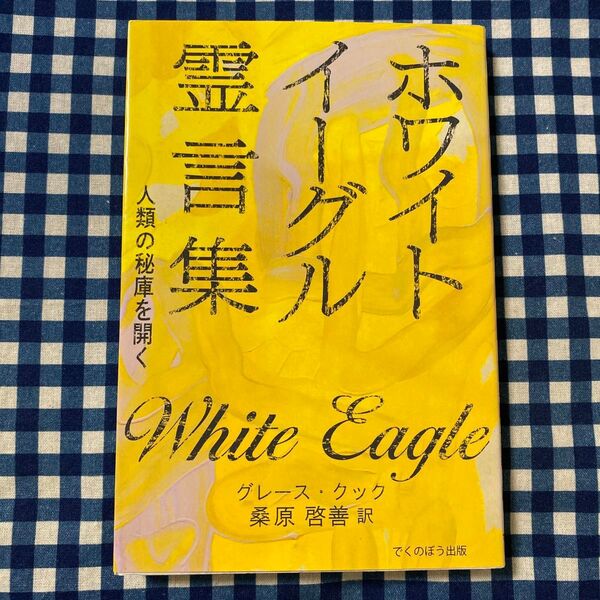 ホワイト
イーグル
霊言集
人類の秘庫を開く
White Eagle
グレース・クック
桑原 啓善 訳
でくのぼう出版